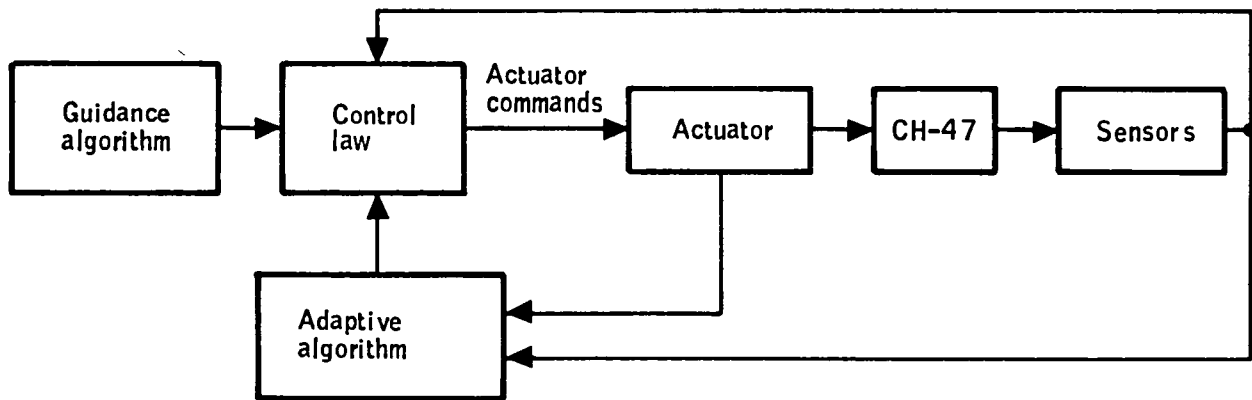 Guidance
algorithm
Control
law
Actuator
commands
Actuator
CH-47
Sensors
Adaptive
algorithm